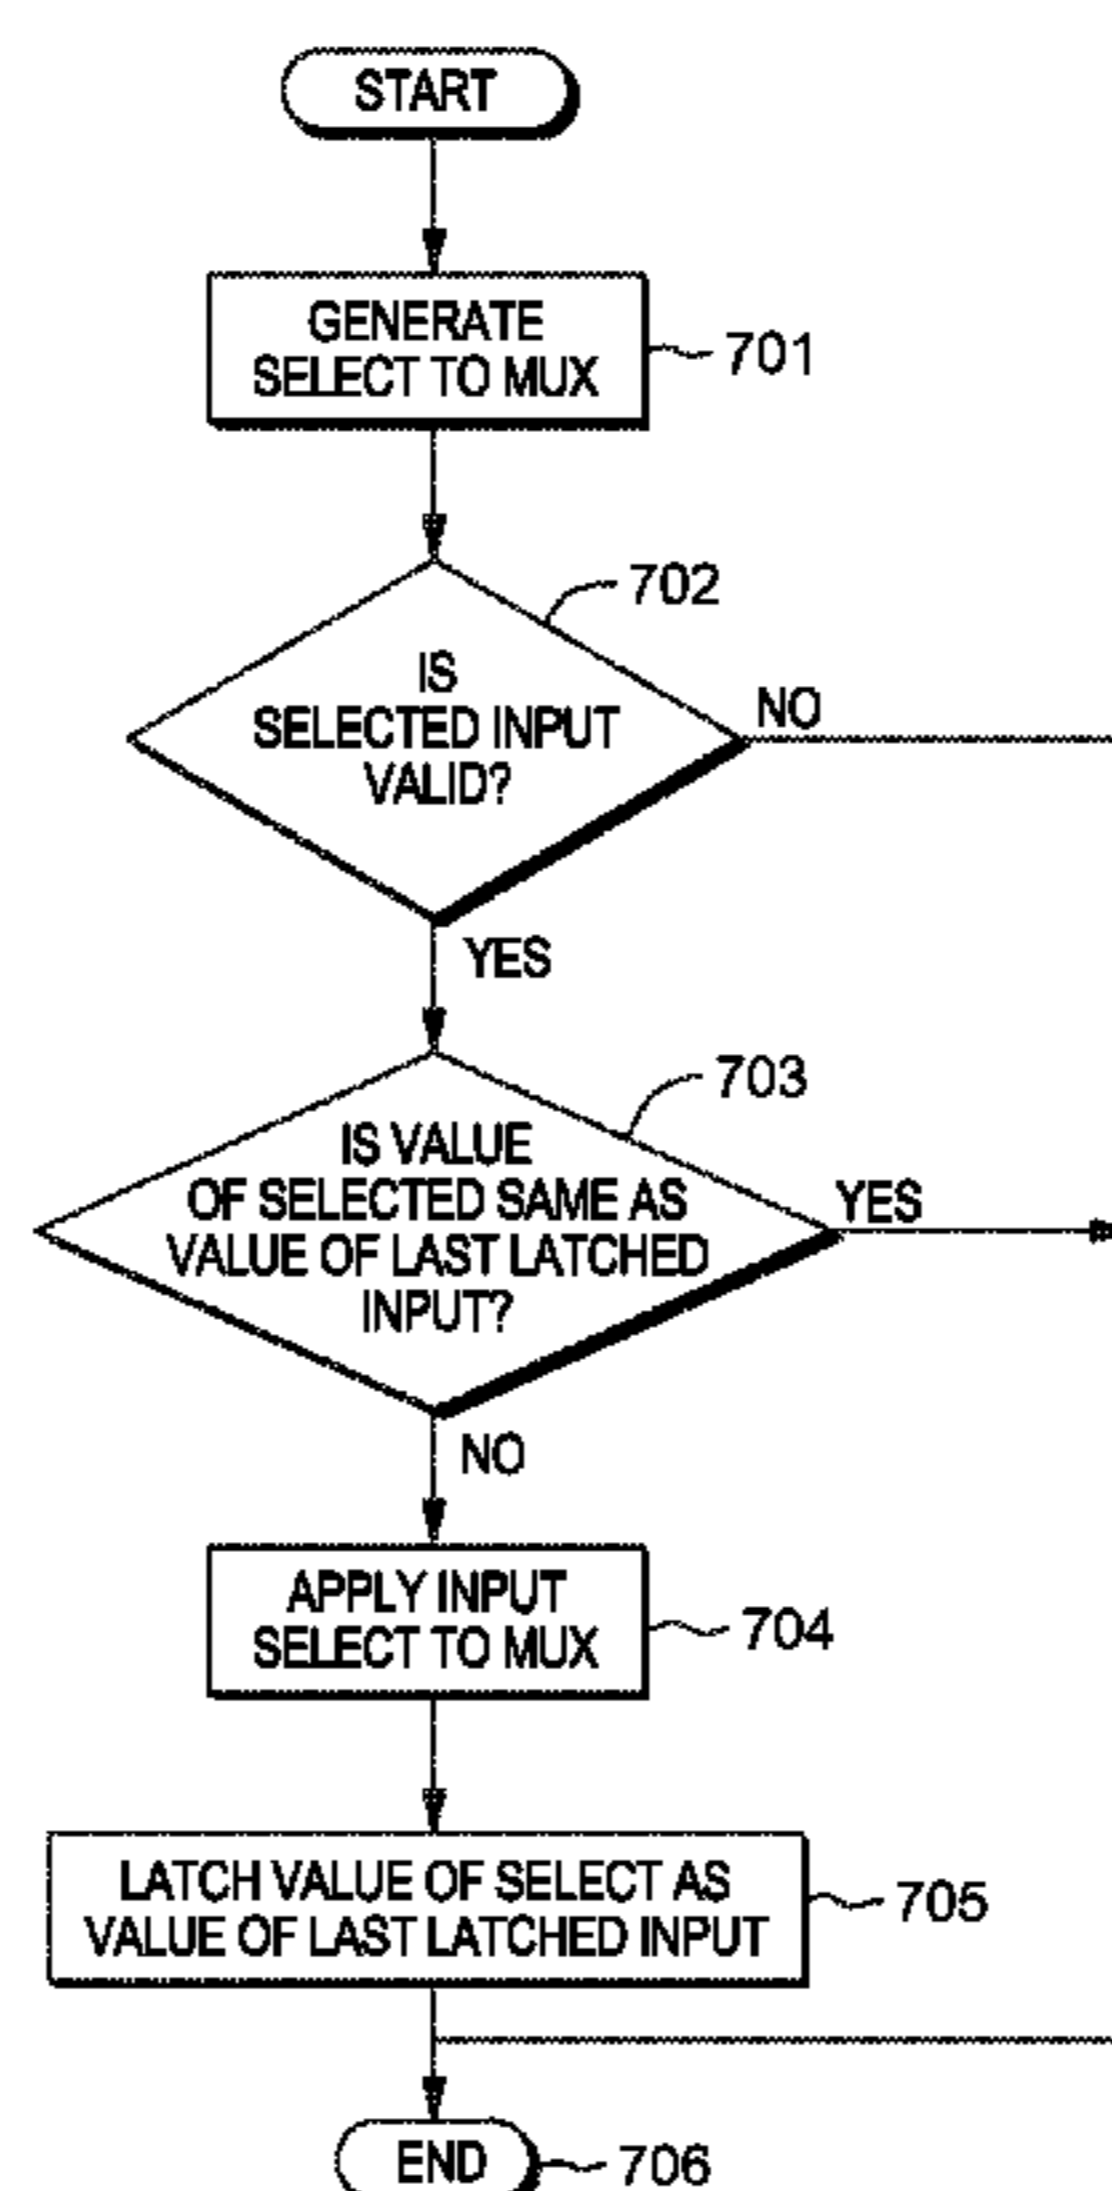 START
GENERATE
SELECT TO MUX
701
702
IS
SELECTED INPUT
VALID?
NO
YES
703
IS VALUE
OF SELECTED SAME AS
VALUE OF LAST LATCHED
INPUT?
YES
NO
APPLY INPUT
SELECT TO MUX
704
LATCH VALUE OF SELECT AS
VALUE OF LAST LATCHED INPUT
705
END
706